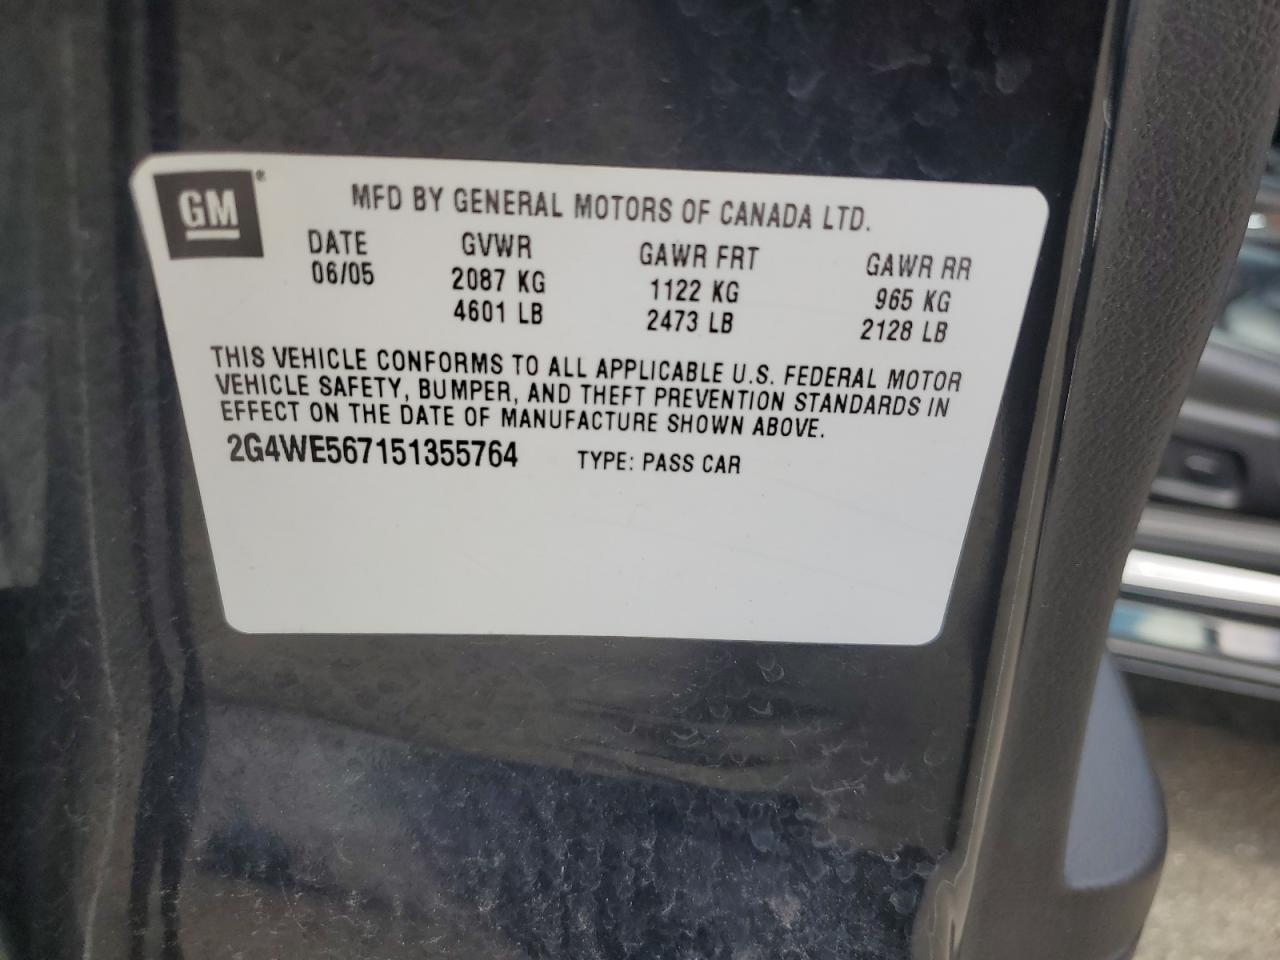 GM®
MFD BY GENERAL MOTORS OF CANADA LTD.
DATE GVWR GAWR FRT GAWR RR
06/05 2087 KG 1122 KG 965 KG
4601 LB 2473 LB 2128 LB
THIS VEHICLE CONFORMS TO ALL APPLICABLE U.S. FEDERAL MOTOR
VEHICLE SAFETY, BUMPER, AND THEFT PREVENTION STANDARDS IN
EFFECT ON THE DATE OF MANUFACTURE SHOWN ABOVE.
2G4WE567151355764 TYPE: PASS CAR